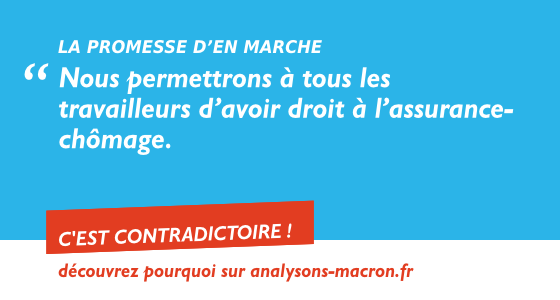 LA PROMESSE D’EN MARCHE
“ Nous permettrons à tous les
travailleurs d’avoir droit à l’assurance-
chômage.
C'EST CONTRADICTOIRE !
découvrez pourquoi sur analysons-macron.fr